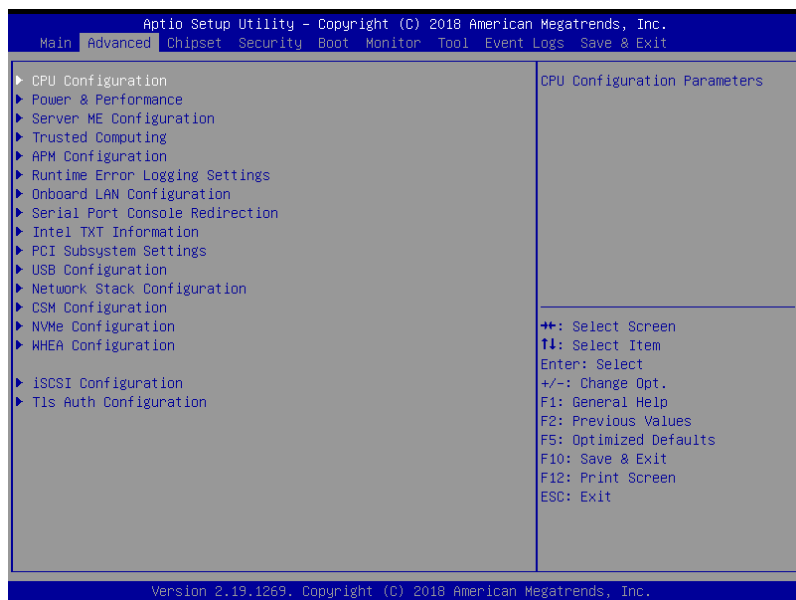 Aptio Setup Utility – Copyright (C) 2018 American Megatrends, Inc.
Main Advanced Chipset Security Boot Monitor Tool Event Logs Save & Exit
CPU Configuration
Power & Performance
Server ME Configuration
Trusted Computing
APM Configuration
Runtime Error Logging Settings
Onboard LAN Configuration
Serial Port Console Redirection
Intel TXT Information
PCI Subsystem Settings
USB Configuration
Network Stack Configuration
CSM Configuration
NVMe Configuration
WHEA Configuration
iSCSI Configuration
Tls Auth Configuration
CPU Configuration Parameters
→←: Select Screen
↑↓: Select Item
Enter: Select
+/-: Change Opt.
F1: General Help
F2: Previous Values
F5: Optimized Defaults
F10: Save & Exit
F12: Print Screen
ESC: Exit
Version 2.19.1269. Copyright (C) 2018 American Megatrends, Inc.